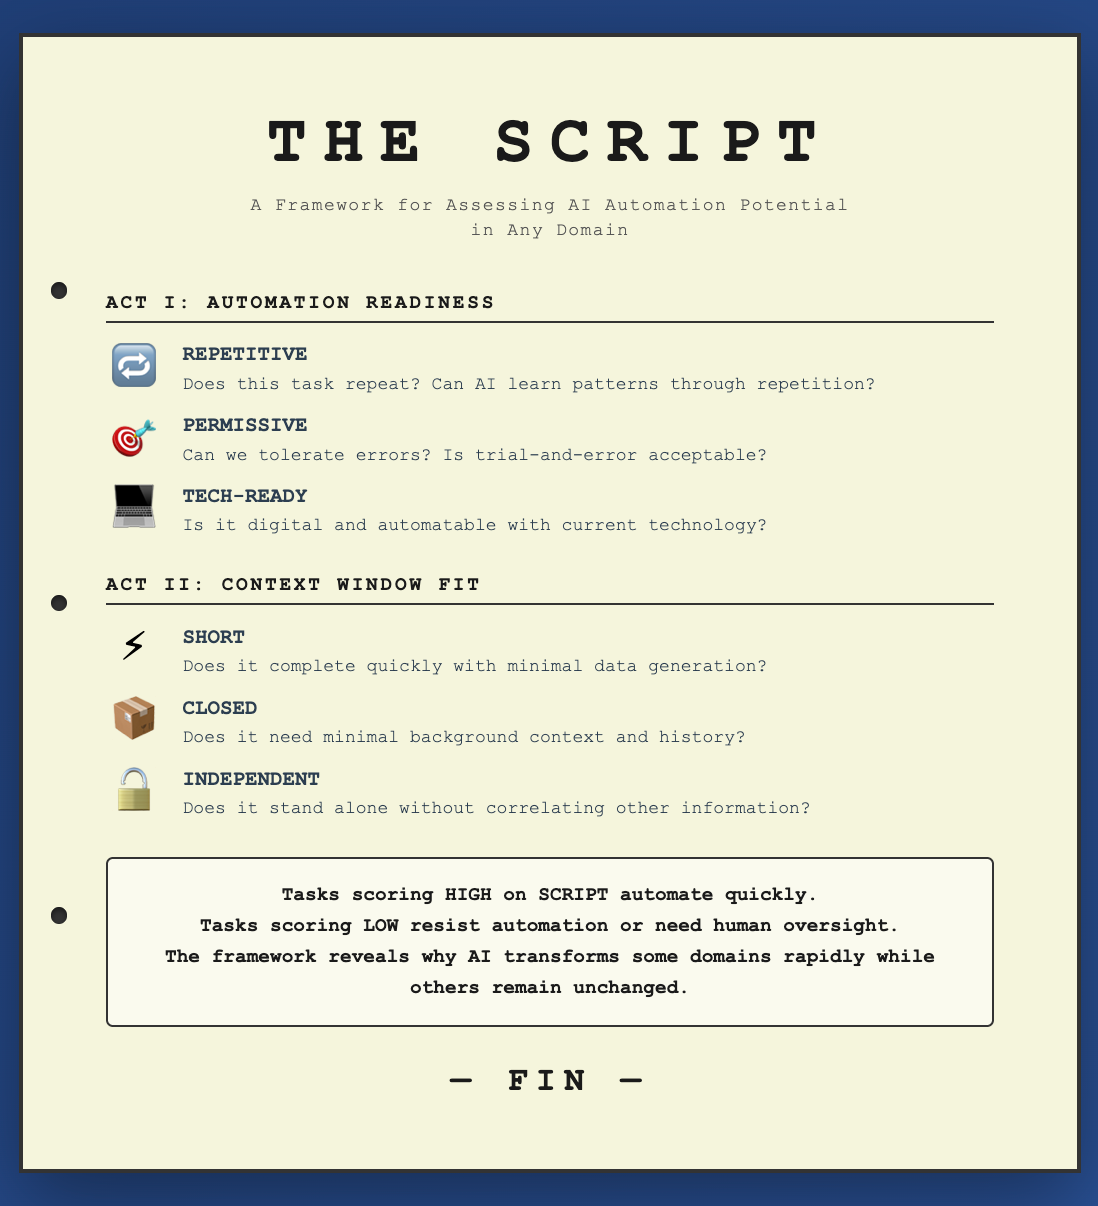 THE SCRIPT
A Framework for Assessing AI Automation Potential
in Any Domain
ACT I: AUTOMATION READINESS
REPETITIVE
Does this task repeat? Can AI learn patterns through repetition?
PERMISSIVE
Can we tolerate errors? Is trial-and-error acceptable?
TECH-READY
Is it digital and automatable with current technology?
ACT II: CONTEXT WINDOW FIT
SHORT
Does it complete quickly with minimal data generation?
CLOSED
Does it need minimal background context and history?
INDEPENDENT
Does it stand alone without correlating other information?
Tasks scoring HIGH on SCRIPT automate quickly.
Tasks scoring LOW resist automation or need human oversight.
The framework reveals why AI transforms some domains rapidly while
others remain unchanged.
— FIN —